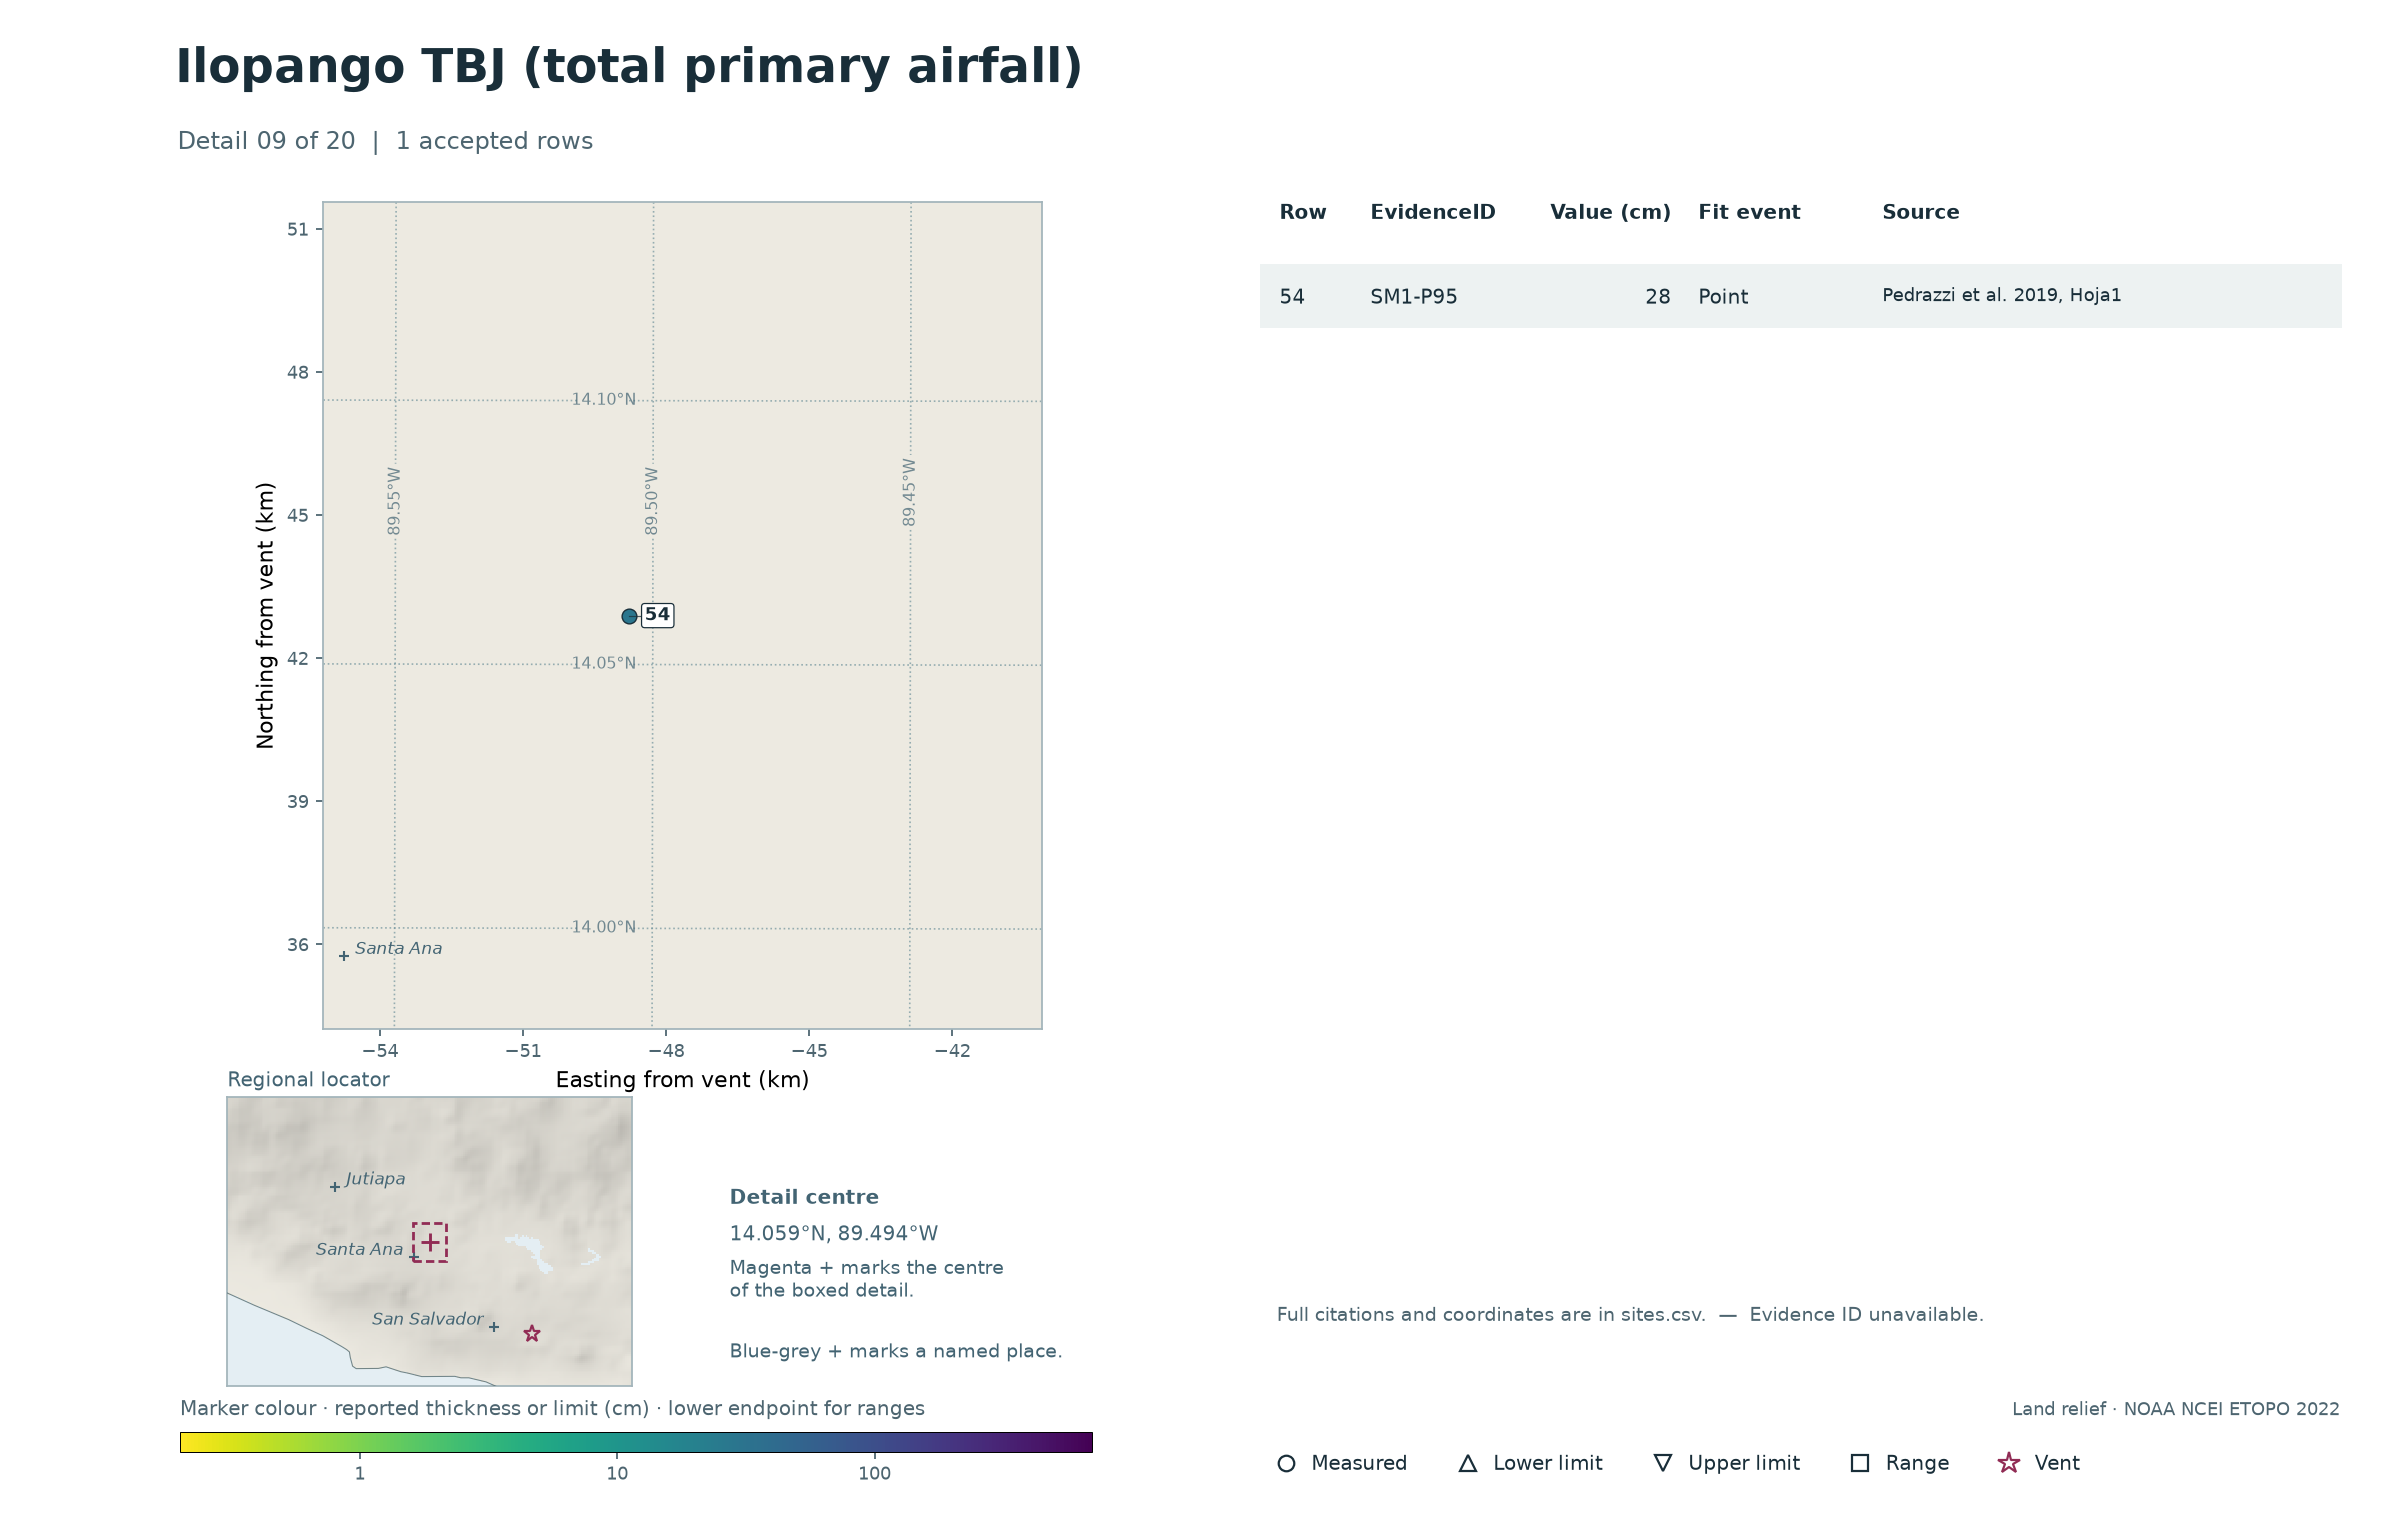 Ilopango TBJ (total primary airfall)
Detail 09 of 20 | 1 accepted rows
51
48
45
42
39
36
Northing from vent (km)
14.10°N
14.05°N
14.00°N
89.55°W
89.50°W
89.45°W
54
Santa Ana
−54
−51
−48
−45
−42
Easting from vent (km)
Row EvidenceID Value (cm) Fit event Source
54 SM1-P95 28 Point Pedrazzi et al. 2019, Hoja1
Regional locator
Jutiapa
Santa Ana
San Salvador
Detail centre
14.059°N, 89.494°W
Magenta + marks the centre
of the boxed detail.
Blue-grey + marks a named place.
Full citations and coordinates are in sites.csv. — Evidence ID unavailable.
Marker colour · reported thickness or limit (cm) · lower endpoint for ranges
1
10
100
Land relief · NOAA NCEI ETOPO 2022
Measured
Lower limit
Upper limit
Range
Vent